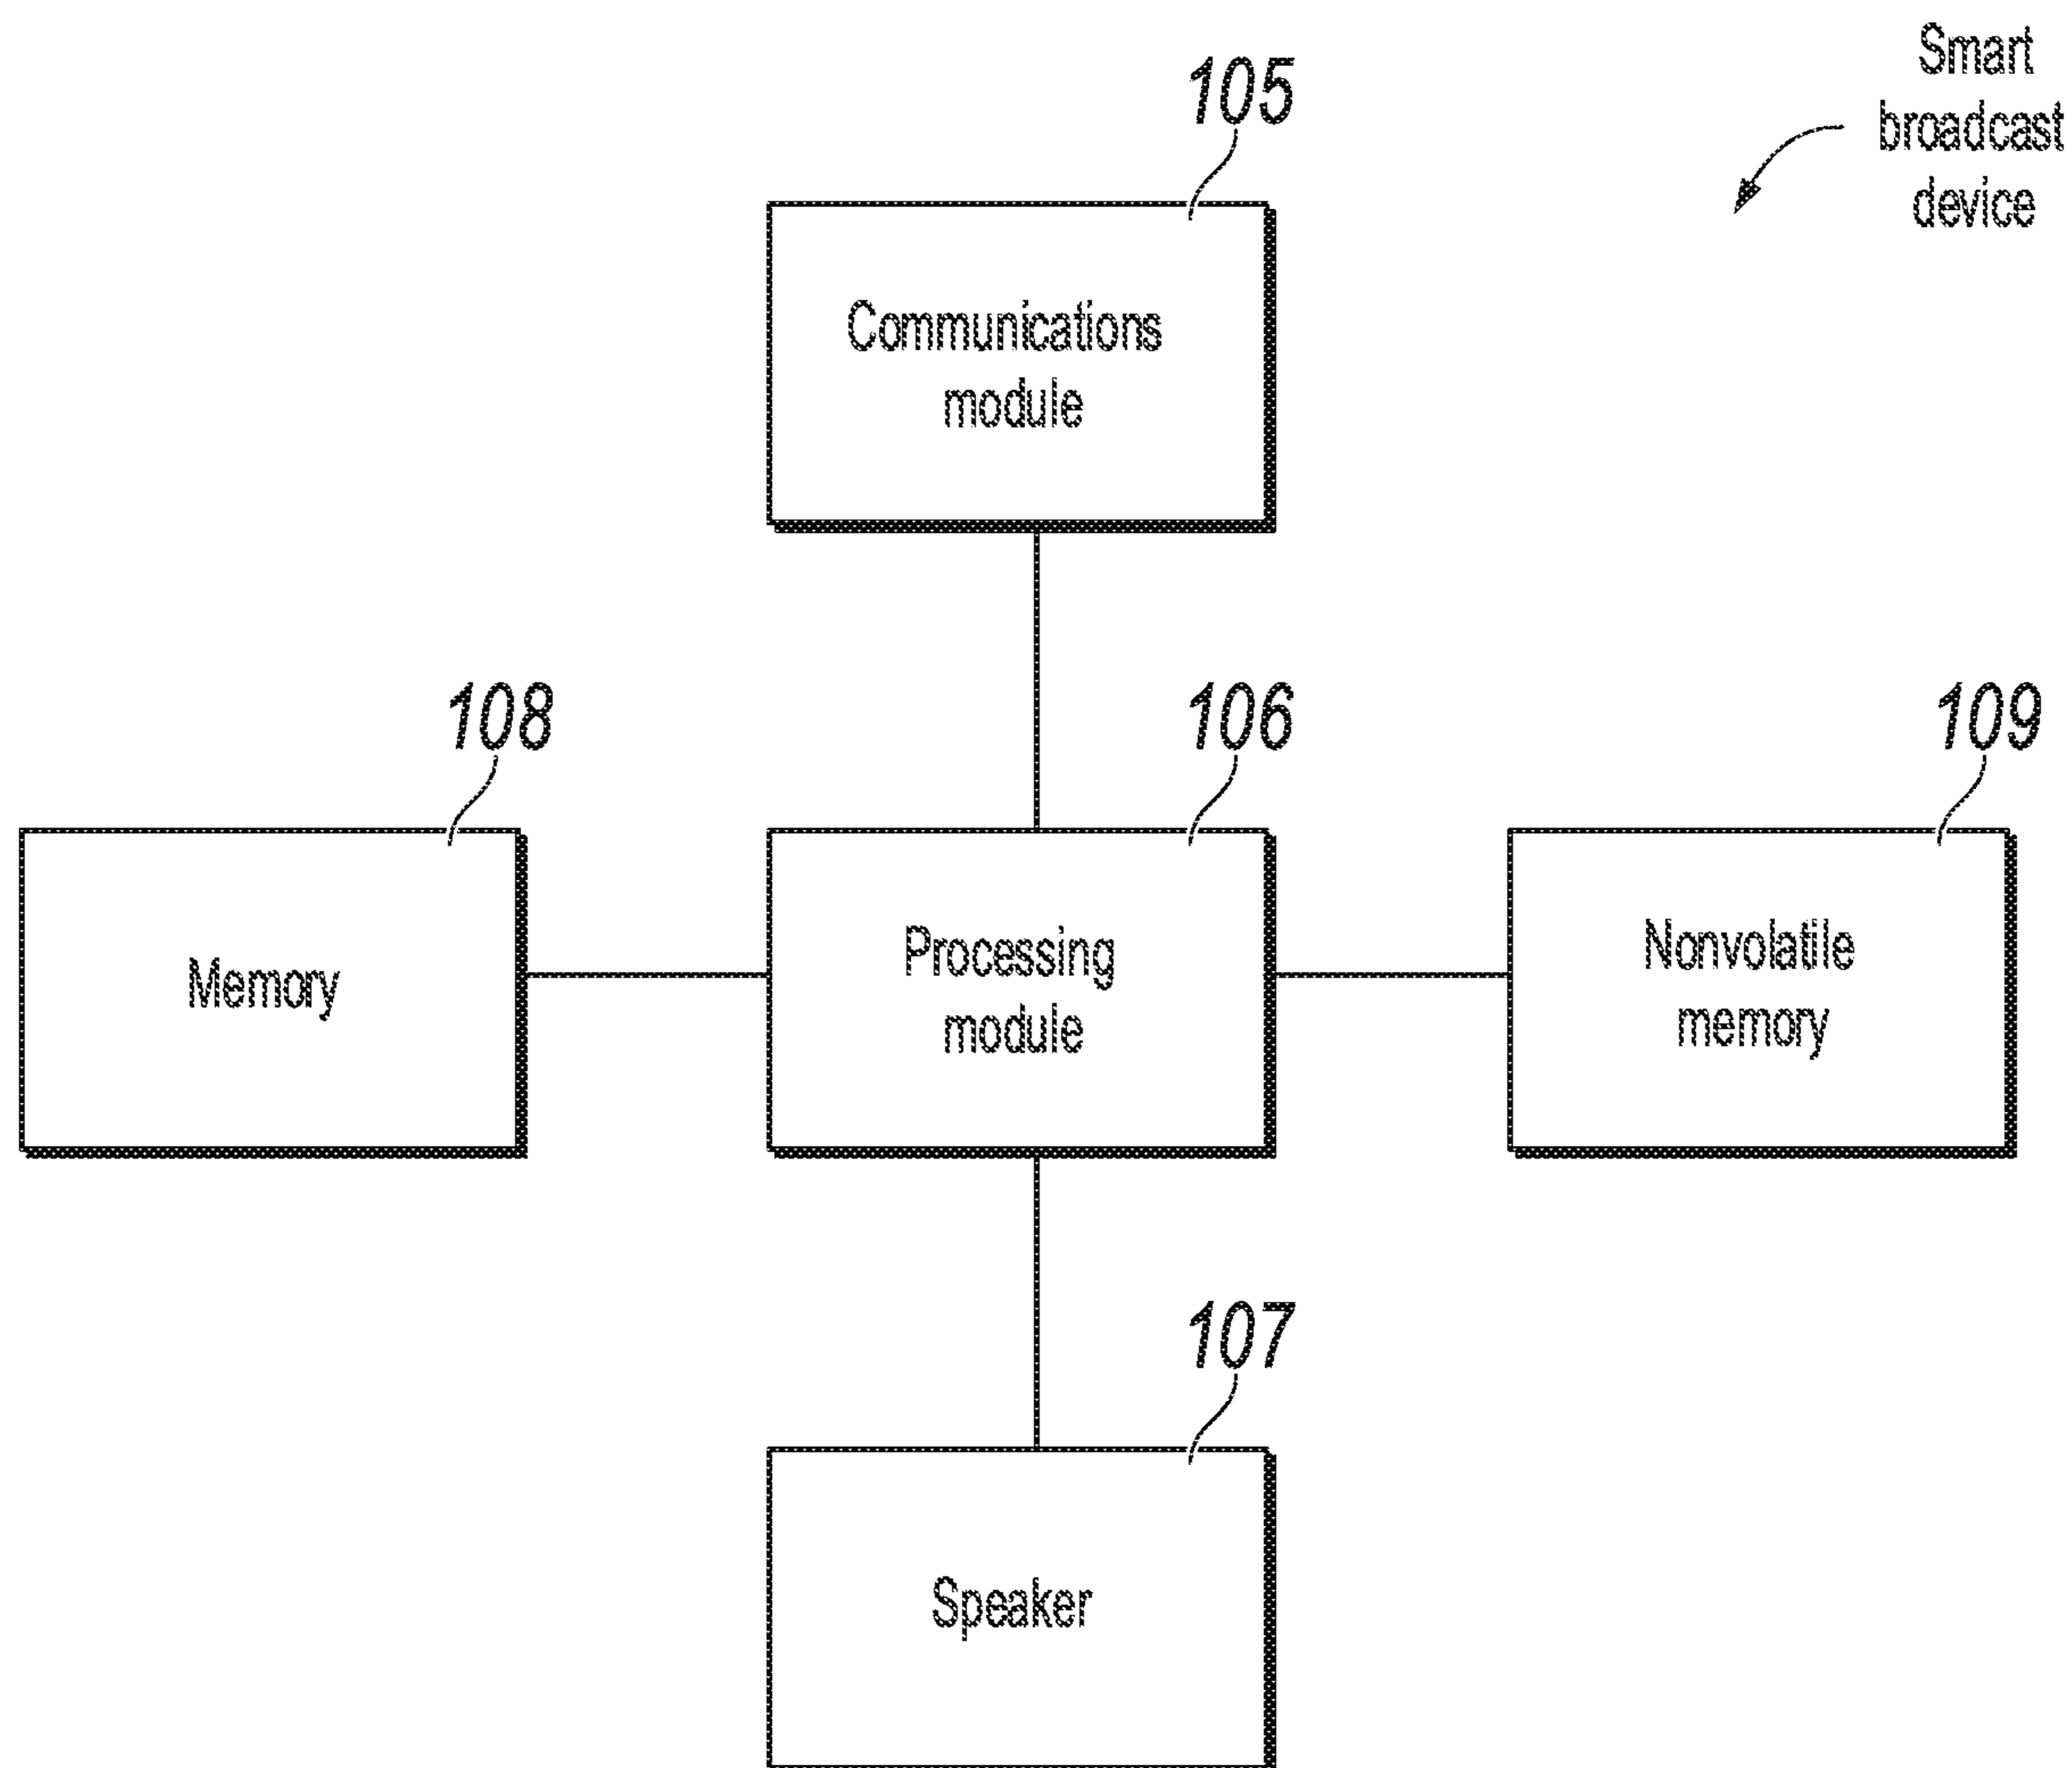 Smart
broadcast
device
105
Communications
module
108
106
109
Memory
Processing
module
Nonvolatile
memory
107
Speaker